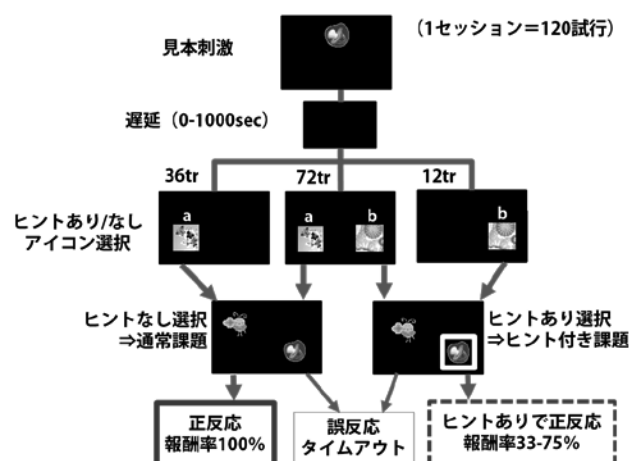 見本刺激
(1セッション＝120試行)
遅延（0-1000sec）
36tr
72tr
12tr
ヒントあり/なし
アイコン選択
a
a
b
b
ヒントなし選択
⇒通常課題
ヒントあり選択
⇒ヒント付き課題
正反応
報酬率100%
誤反応
タイムアウト
ヒントありで正反応
報酬率33-75%